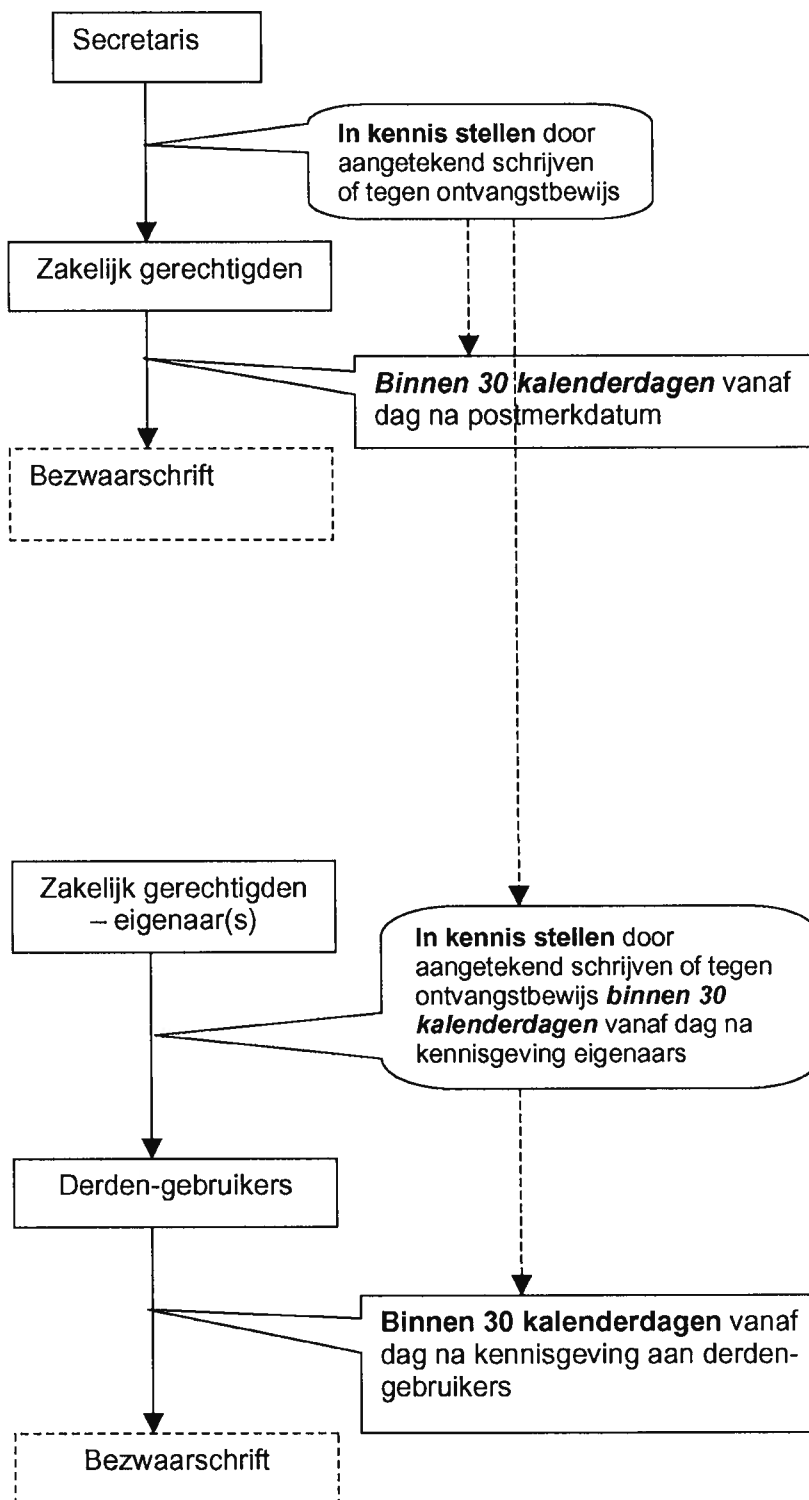 Secretaris
In kennis stellen door
aangetekend schrijven
of tegen ontvangstbewijs
Zakelijk gerechtigden
Binnen 30 kalenderdagen vanaf
dag na postmerkdatum
Bezwaarschrift
Zakelijk gerechtigden
– eigenaar(s)
In kennis stellen door
aangetekend schrijven of tegen
ontvangstbewijs binnen 30
kalenderdagen vanaf dag na
kennisgeving eigenaars
Derden-gebruikers
Binnen 30 kalenderdagen vanaf
dag na kennisgeving aan derden-
gebruikers
Bezwaarschrift